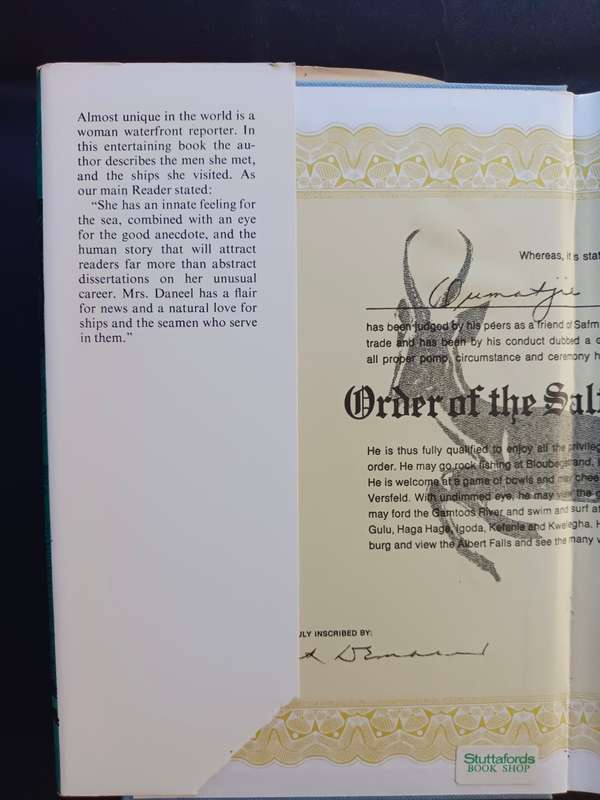 Almost unique in the world is a
woman waterfront reporter. In
this entertaining book the au-
thor describes the men she met,
and the ships she visited. As
our main Reader stated:
“She has an innate feeling for
the sea, combined with an eye
for the good anecdote, and the
human story that will attract
readers far more than abstract
dissertations on her unusual
career. Mrs. Daneel has a flair
for news and a natural love for
ships and the seamen who serve
in them.”
Whereas, it is stat
has been judged by his peers as a friend of Safm
trade and has been by his conduct dubbed a
all proper pomp, circumstance and ceremony h
Order of the Salt
He is thus fully qualified to enjoy all the privileg
order. He may go rock fishing at
He is welcome at a game of bowls and may chee
Versfeld. With undimmed eye, he may view the g
may ford the Gamtoos River and swim and surf at
Gulu, Haga Haga, Igoda, Kefanie and Kwelegha. H
burg and view the Albert Falls and see the many v
ULY INSCRIBED BY:
Stuttafords
BOOK SHOP